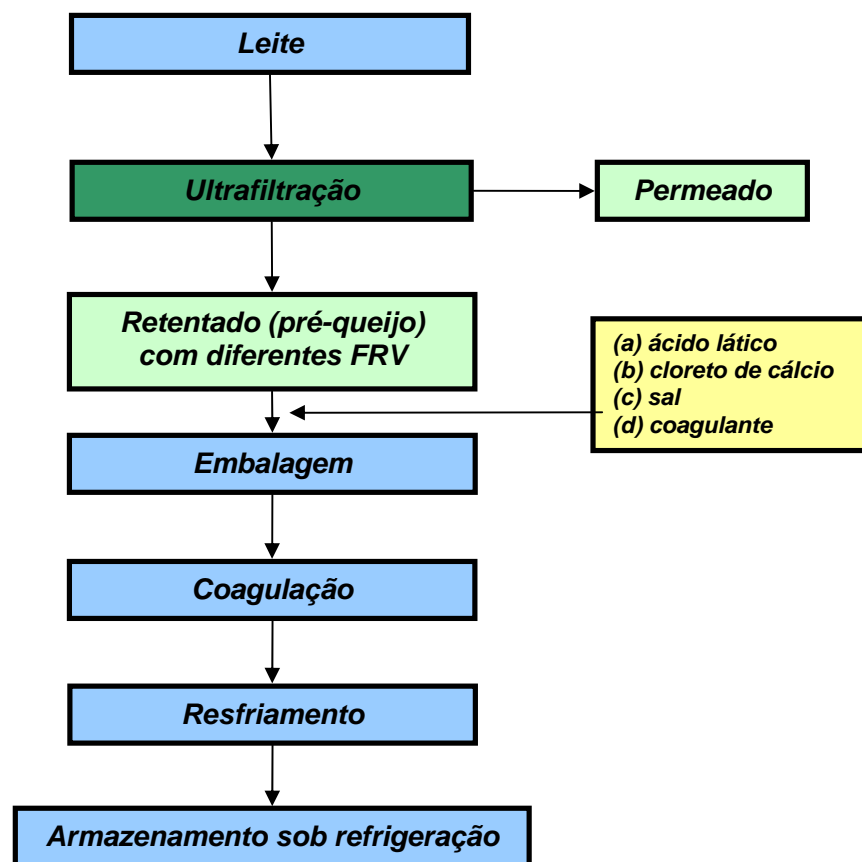 Leite
Ultrafiltração
Permeado
Retentado (pré-queijo)
com diferentes FRV
(a) ácido lático
(b) cloreto de cálcio
(c) sal
(d) coagulante
Embalagem
Coagulação
Resfriamento
Armazenamento sob refrigeração